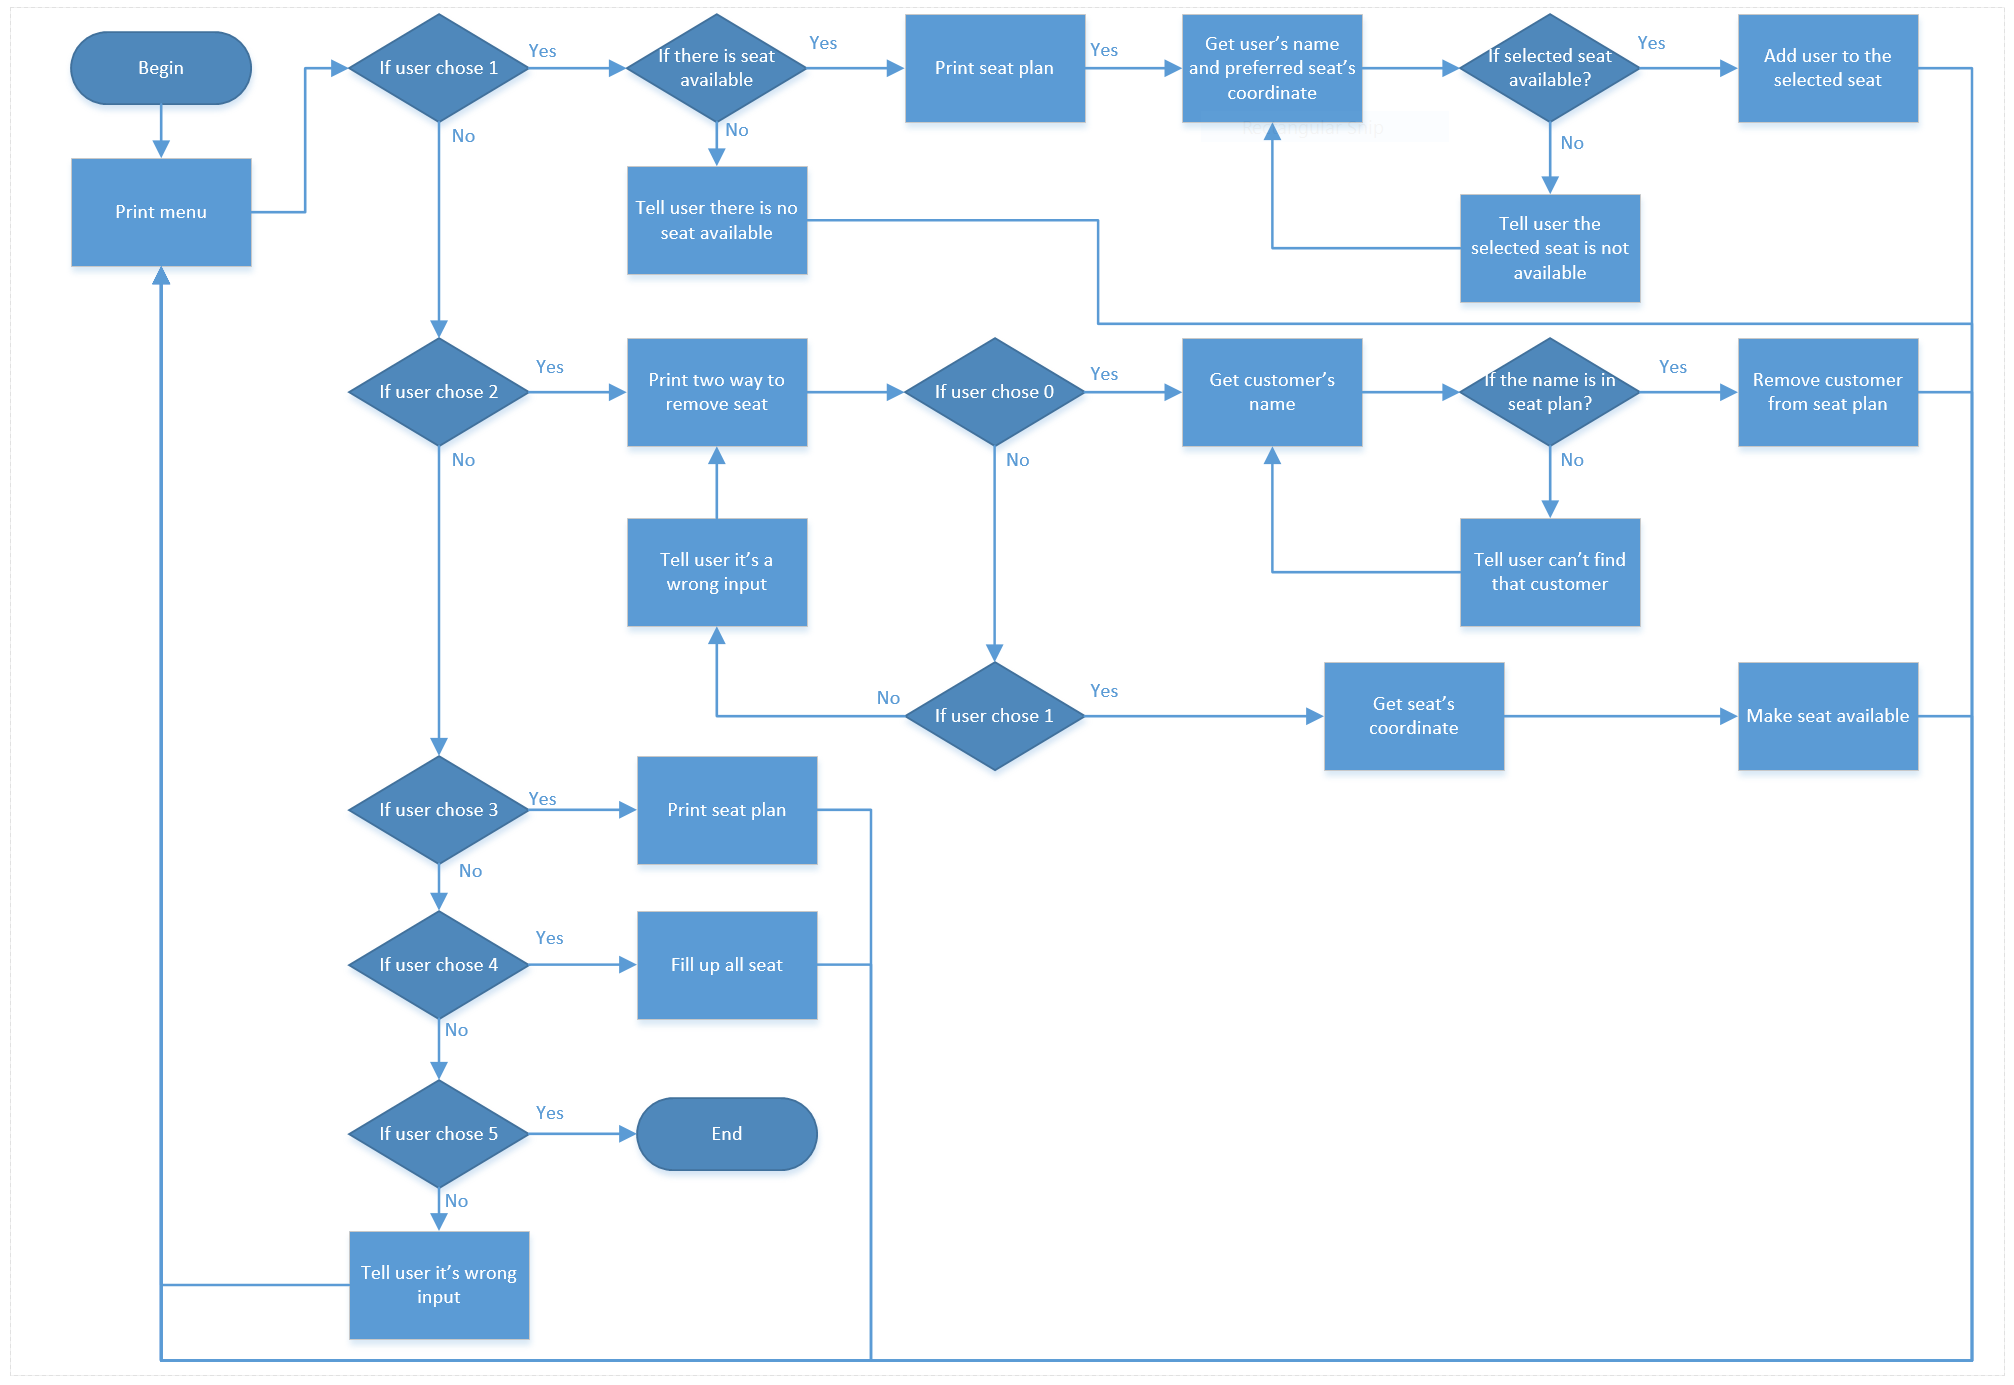 Begin
If user chose 1
Yes
If there is seat
available
Yes
Print seat plan
Yes
Get user's name
and preferred seat's
coordinate
If selected seat
available?
Yes
Add user to the
selected seat
No
No
No
Rectangular Snip
Print menu
Tell user there is no
seat available
Tell user the
selected seat is not
available
If user chose 2
Yes
Print two way to
remove seat
If user chose 0
Yes
Get customer's
name
If the name is in
seat plan?
Yes
Remove customer
from seat plan
No
No
No
Tell user it's a
wrong input
Tell user can't find
that customer
No
If user chose 1
Yes
Get seat's
coordinate
Make seat available
If user chose 3
Yes
Print seat plan
No
If user chose 4
Yes
Fill up all seat
No
If user chose 5
Yes
End
No
Tell user it's wrong
input